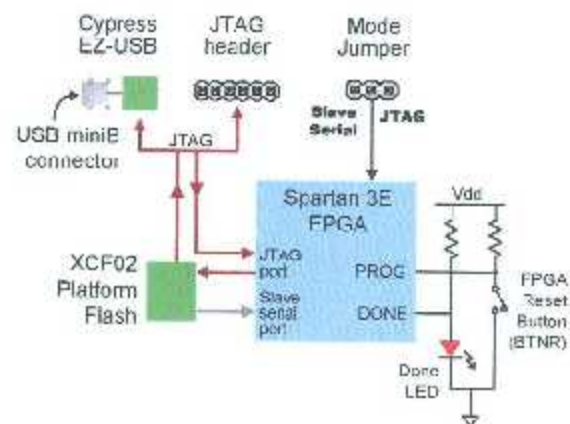 Cypress
EZ-USB
JTAG
header
Mode
Jumper
USB miniB
connector
JTAG
Slave
Serial
JTAG
Spartan 3E
FPGA
Vdd
XCF02
Platform
Flash
JTAG
port
PROG
Slave
serial
port
DONE
FPGA
Reset
Button
(BTNR)
Done
LED